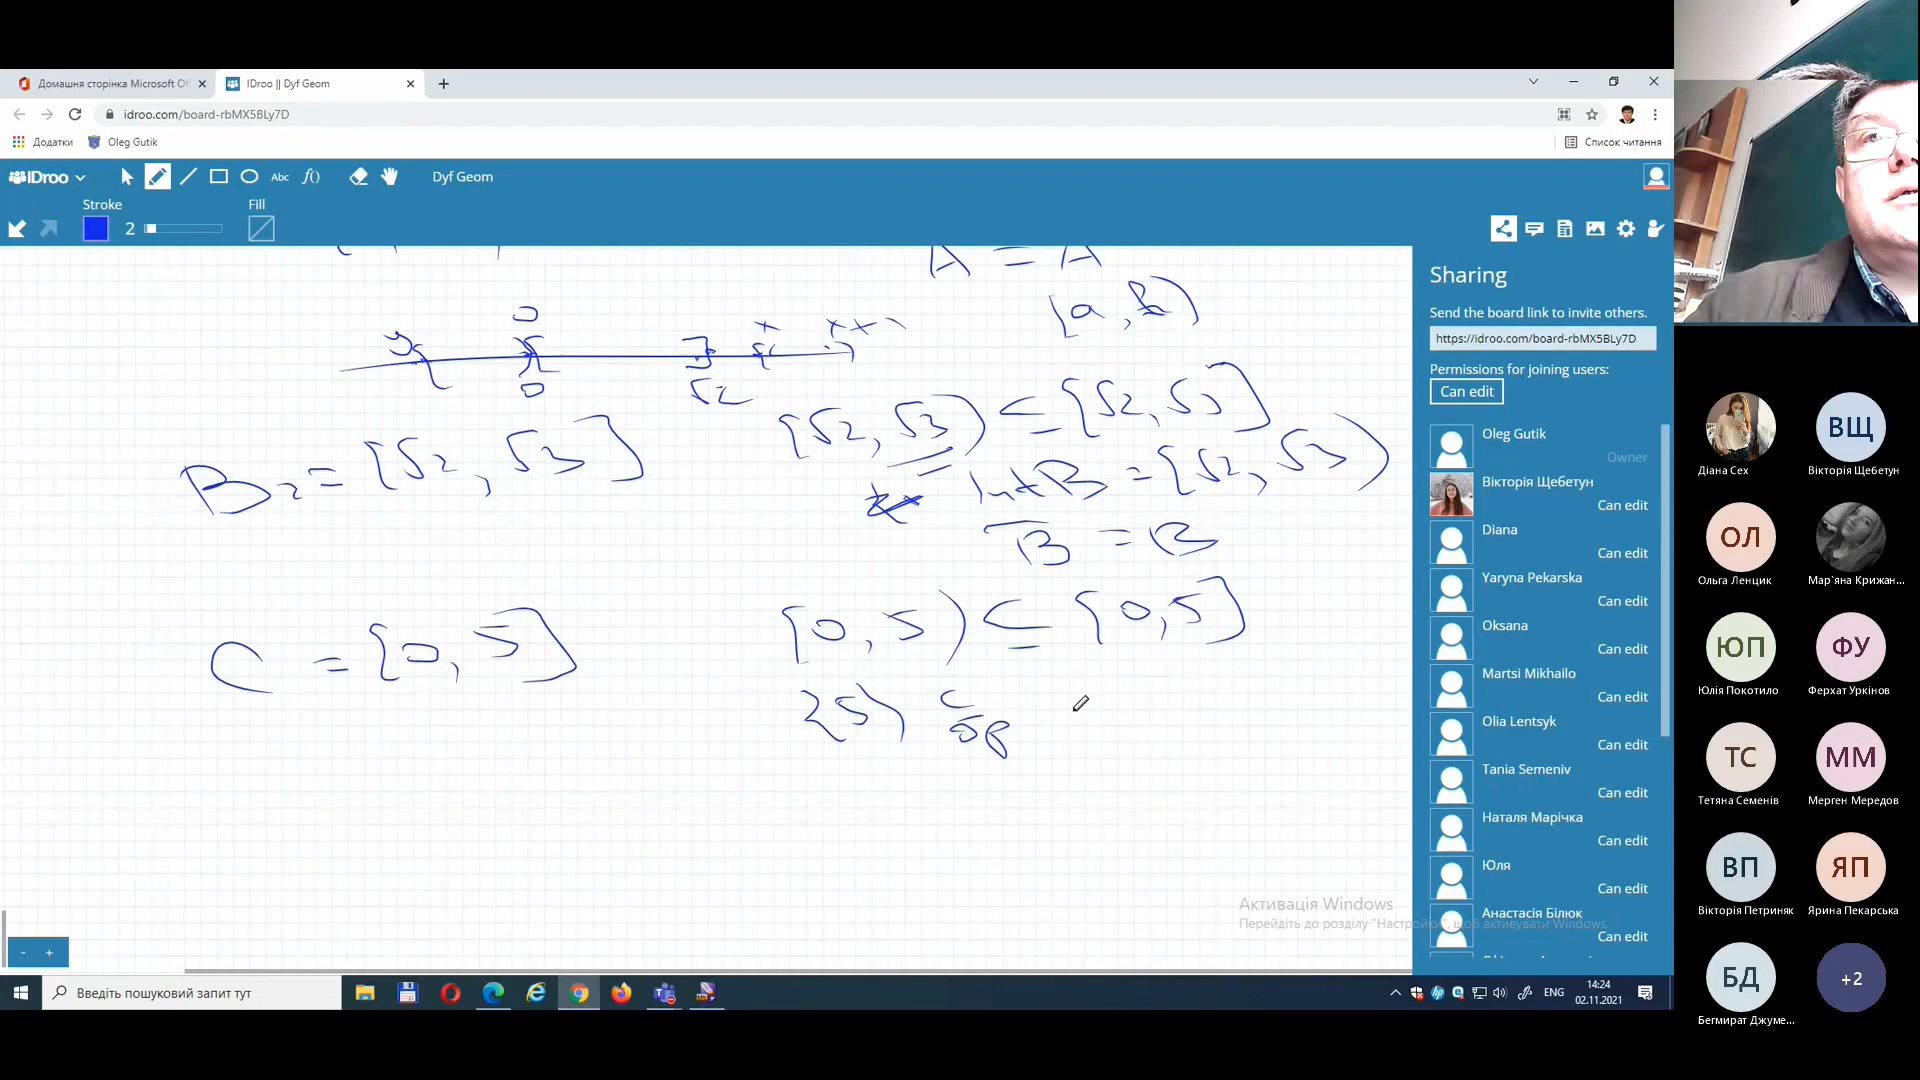 Домашня сторінка Microsoft Of
IDroo || Dyf Geom
idroo.com/board-rbMX5BLy7D
Додатки
Oleg Gutik
Список читання
IDroo
Abc
f()
Dyf Geom
Stroke
Fill
2
A = A
[a, b)
0
0
√2
B₂ = [√2, √3]
[√2, √3) ⊆ [√2, √3]
Int B = [√2, √3)
B = B
C = [0, 5]
[0, 5) ⊆ [0, 5]
Sharing
Send the board link to invite others.
https://idroo.com/board-rbMX5BLy7D
Permissions for joining users:
Can edit
Oleg Gutik
Owner
Вікторія Щебетун
Can edit
Diana
Can edit
Yaryna Pekarska
Can edit
Oksana
Can edit
Martsi Mikhailo
Can edit
Olia Lentsyk
Can edit
Tania Semeniv
Can edit
Наталя Марічка
Can edit
Юля
Can edit
Анастасія Білюк
Can edit
Активація Windows
Перейдіть до розділу "Настройки", щоб активувати Windows.
- +
Введіть пошуковий запит тут
ENG
14:24
02.11.2021
Діана Сех
ВЩ
Вікторія Щебетун
ОЛ
Ольга Ленцик
Мар`яна Крижан...
ЮП
Юлія Покотило
ФУ
Ферхат Уркінов
ТС
Тетяна Семенів
ММ
Мерген Мередов
ВП
Вікторія Петриняк
ЯП
Ярина Пекарська
БД
Бегмират Джуме...
+2